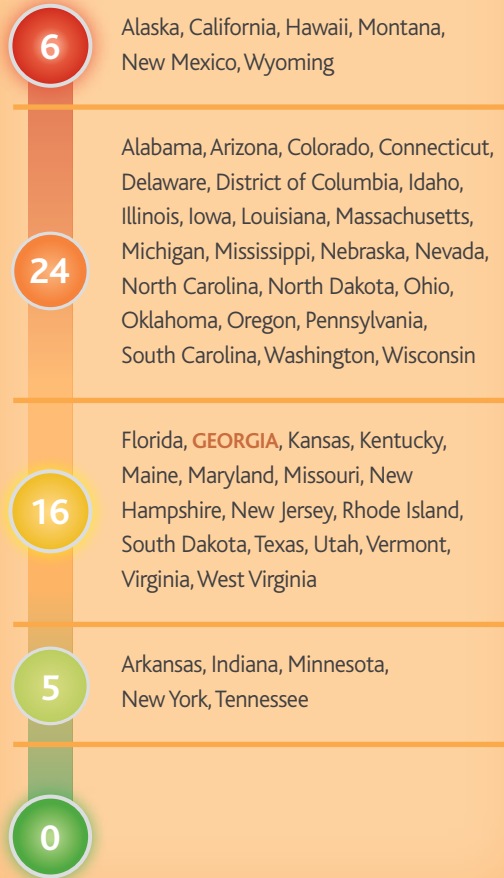 6
Alaska, California, Hawaii, Montana,
New Mexico, Wyoming
24
Alabama, Arizona, Colorado, Connecticut,
Delaware, District of Columbia, Idaho,
Illinois, Iowa, Louisiana, Massachusetts,
Michigan, Mississippi, Nebraska, Nevada,
North Carolina, North Dakota, Ohio,
Oklahoma, Oregon, Pennsylvania,
South Carolina, Washington, Wisconsin
16
Florida, GEORGIA, Kansas, Kentucky,
Maine, Maryland, Missouri, New
Hampshire, New Jersey, Rhode Island,
South Dakota, Texas, Utah, Vermont,
Virginia, West Virginia
5
Arkansas, Indiana, Minnesota,
New York, Tennessee
0